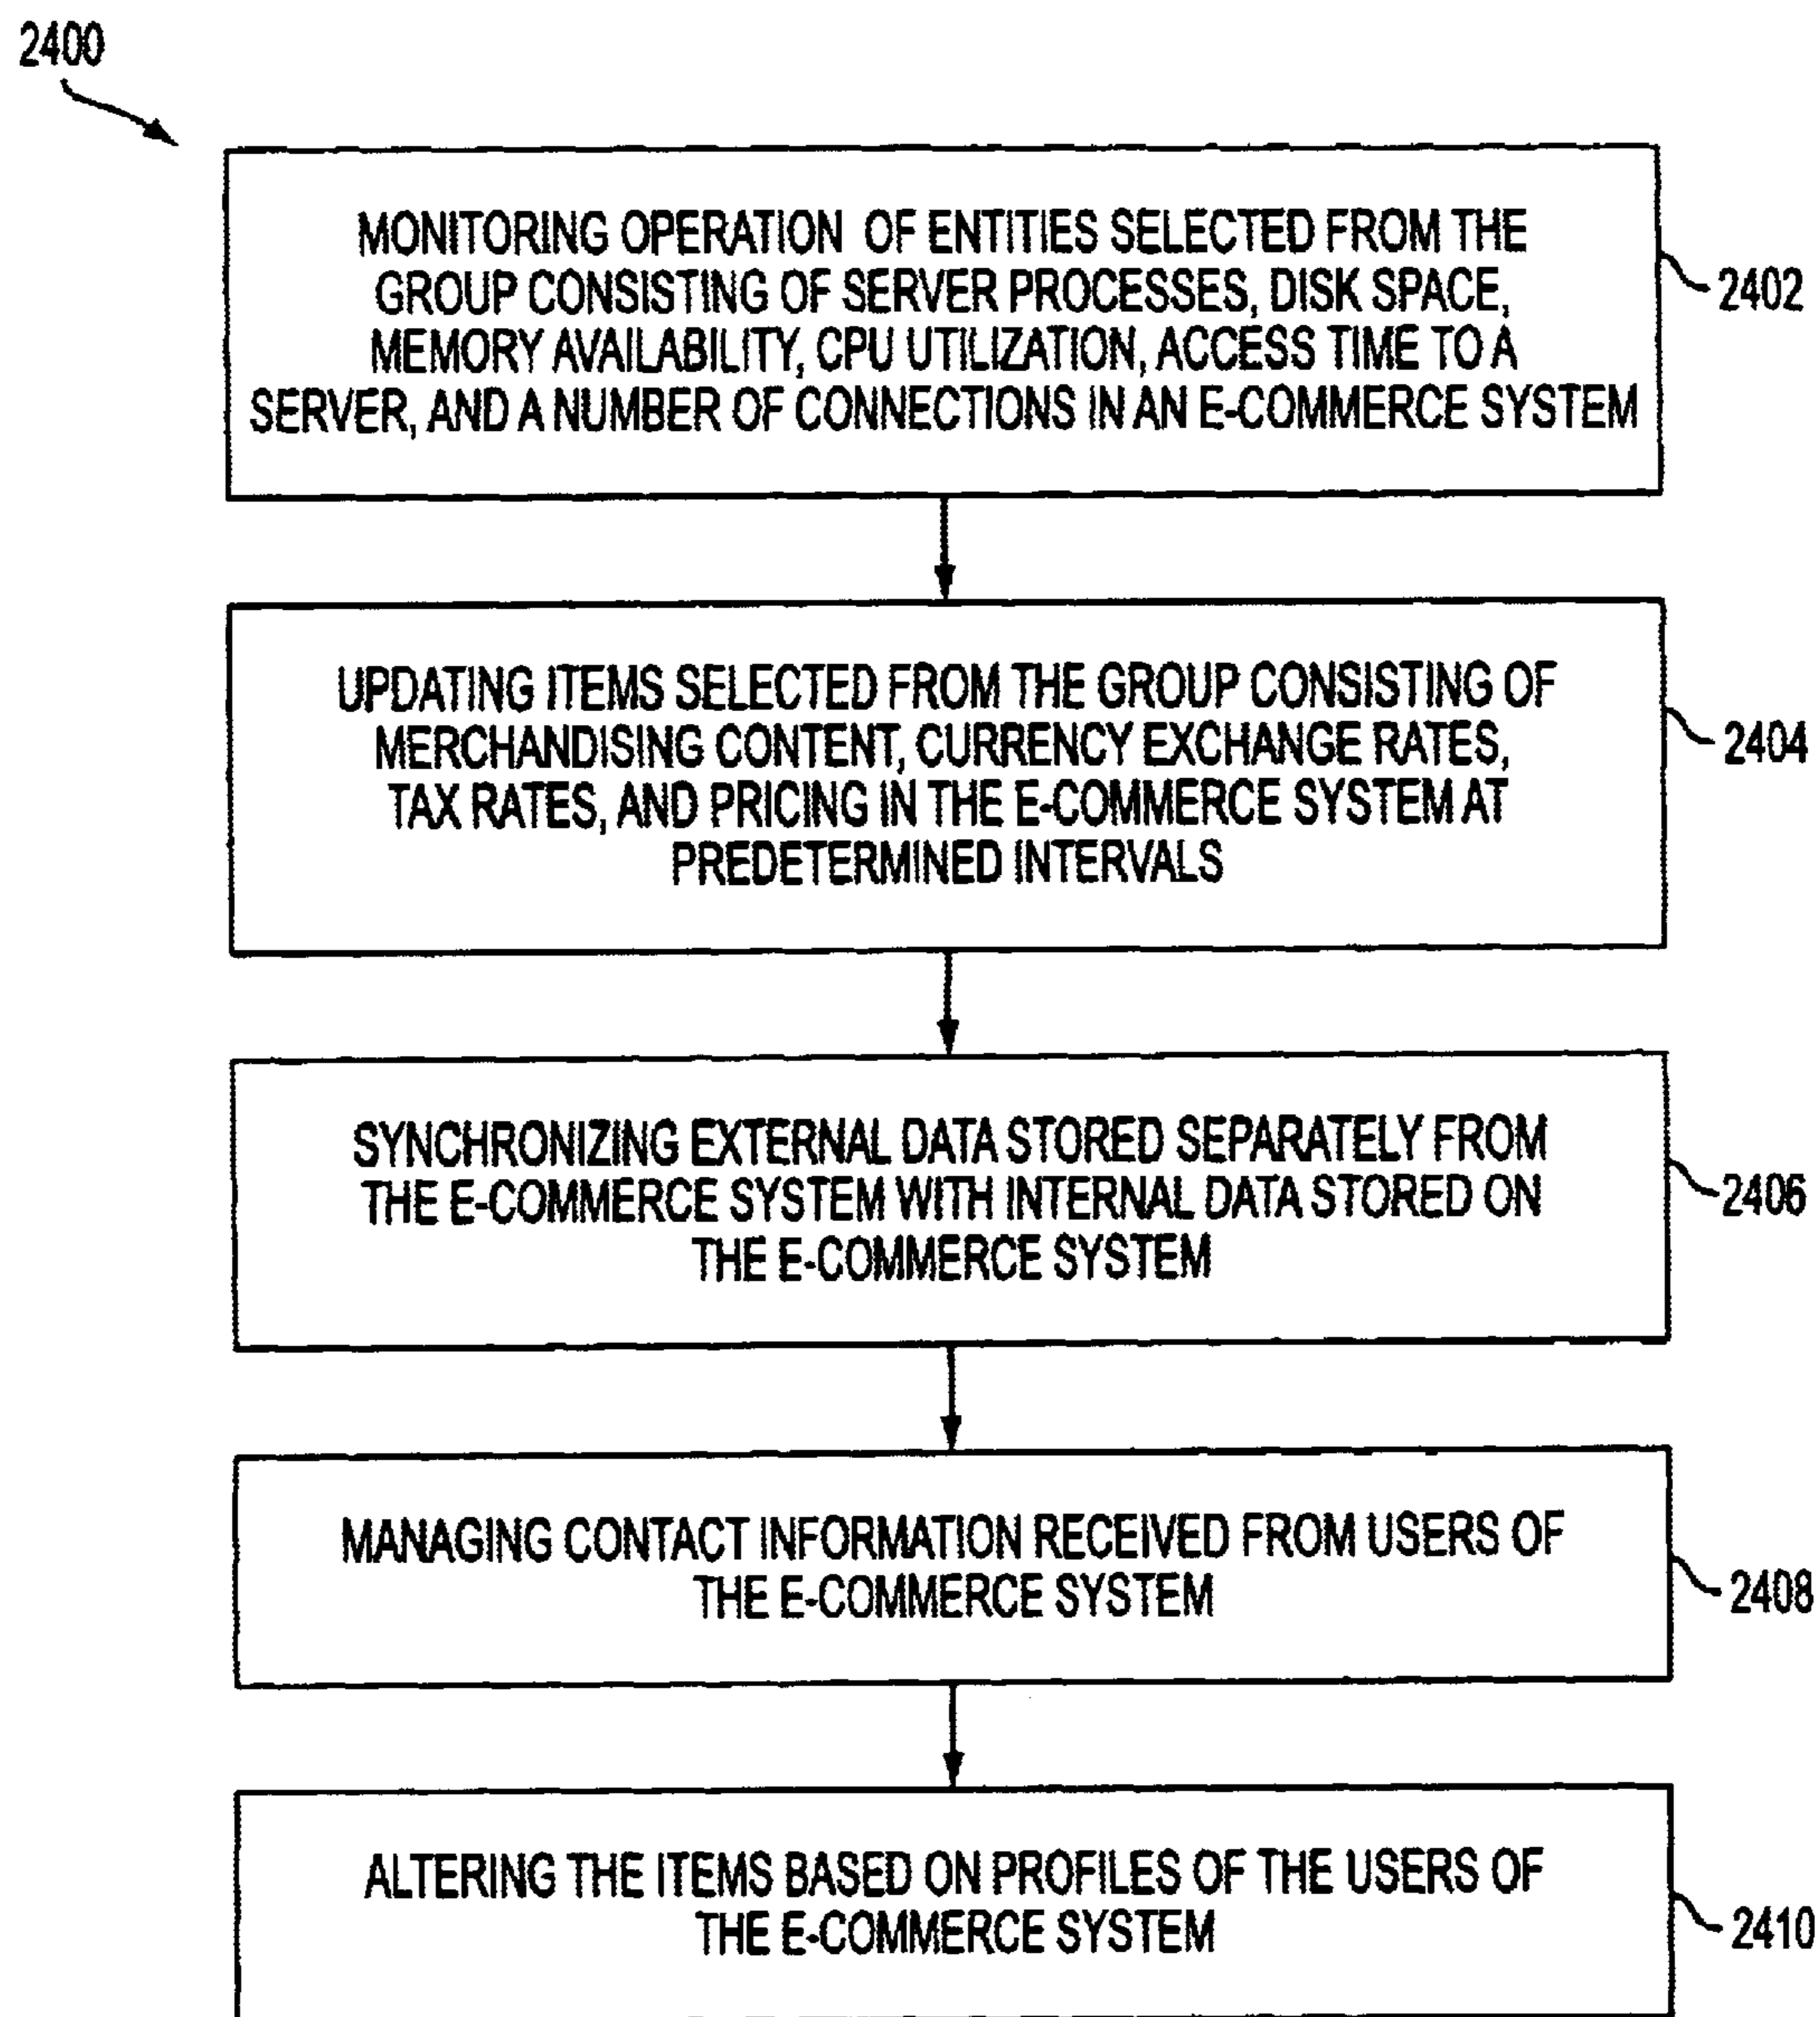 2400
MONITORING OPERATION OF ENTITIES SELECTED FROM THE
GROUP CONSISTING OF SERVER PROCESSES, DISK SPACE,
MEMORY AVAILABILITY, CPU UTILIZATION, ACCESS TIME TO A
SERVER, AND A NUMBER OF CONNECTIONS IN AN E-COMMERCE SYSTEM
2402
UPDATING ITEMS SELECTED FROM THE GROUP CONSISTING OF
MERCHANDISING CONTENT, CURRENCY EXCHANGE RATES,
TAX RATES, AND PRICING IN THE E-COMMERCE SYSTEM AT
PREDETERMINED INTERVALS
2404
SYNCHRONIZING EXTERNAL DATA STORED SEPARATELY FROM
THE E-COMMERCE SYSTEM WITH INTERNAL DATA STORED ON
THE E-COMMERCE SYSTEM
2406
MANAGING CONTACT INFORMATION RECEIVED FROM USERS OF
THE E-COMMERCE SYSTEM
2408
ALTERING THE ITEMS BASED ON PROFILES OF THE USERS OF
THE E-COMMERCE SYSTEM
2410